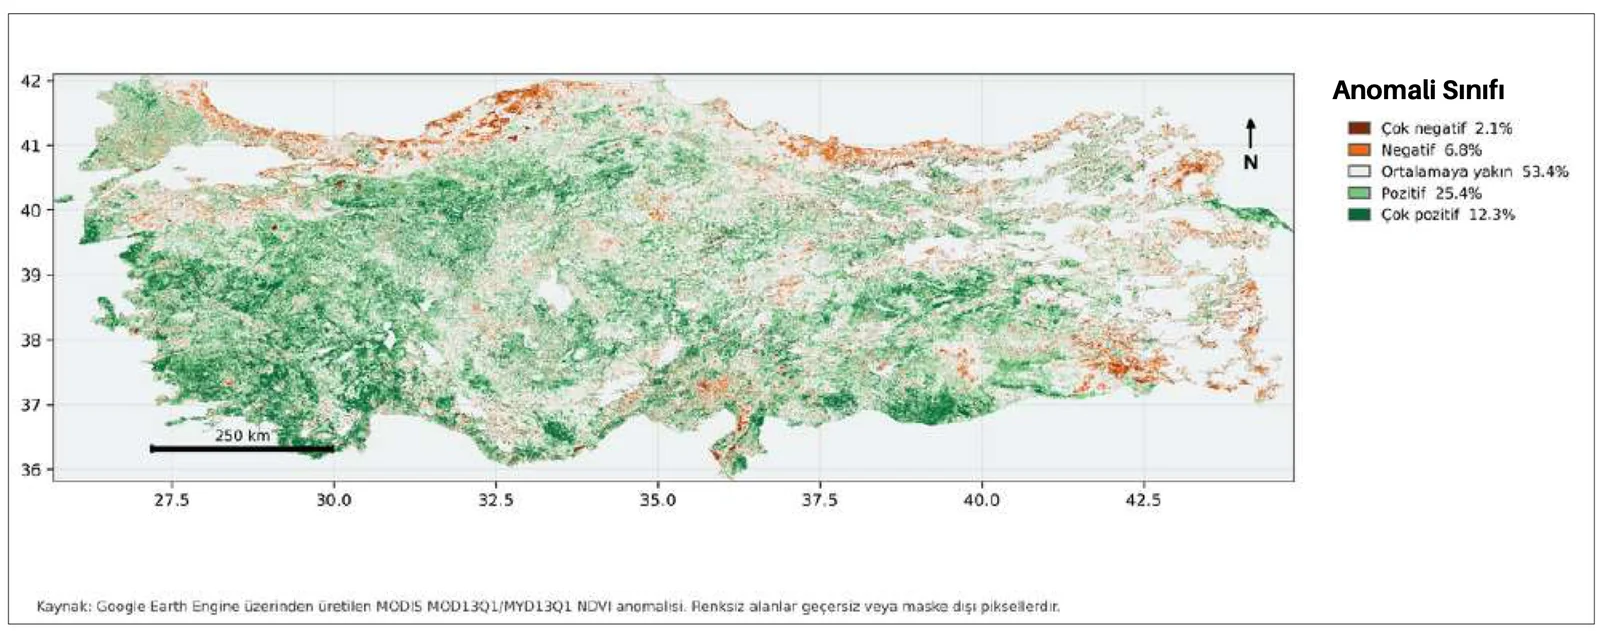 Anomali Sınıfı
Çok negatif 2.1%
Negatif 6.8%
Ortalamaya yakın 53.4%
Pozitif 25.4%
Çok pozitif 12.3%
42
41
40
39
38
37
36
N
250 km
27.5 30.0 32.5 35.0 37.5 40.0 42.5
Kaynak: Google Earth Engine üzerinden üretilen MODIS MOD13Q1/MYD13Q1 NDVI anomalisi. Renksiz alanlar geçersiz veya maske dışı piksellerdir.